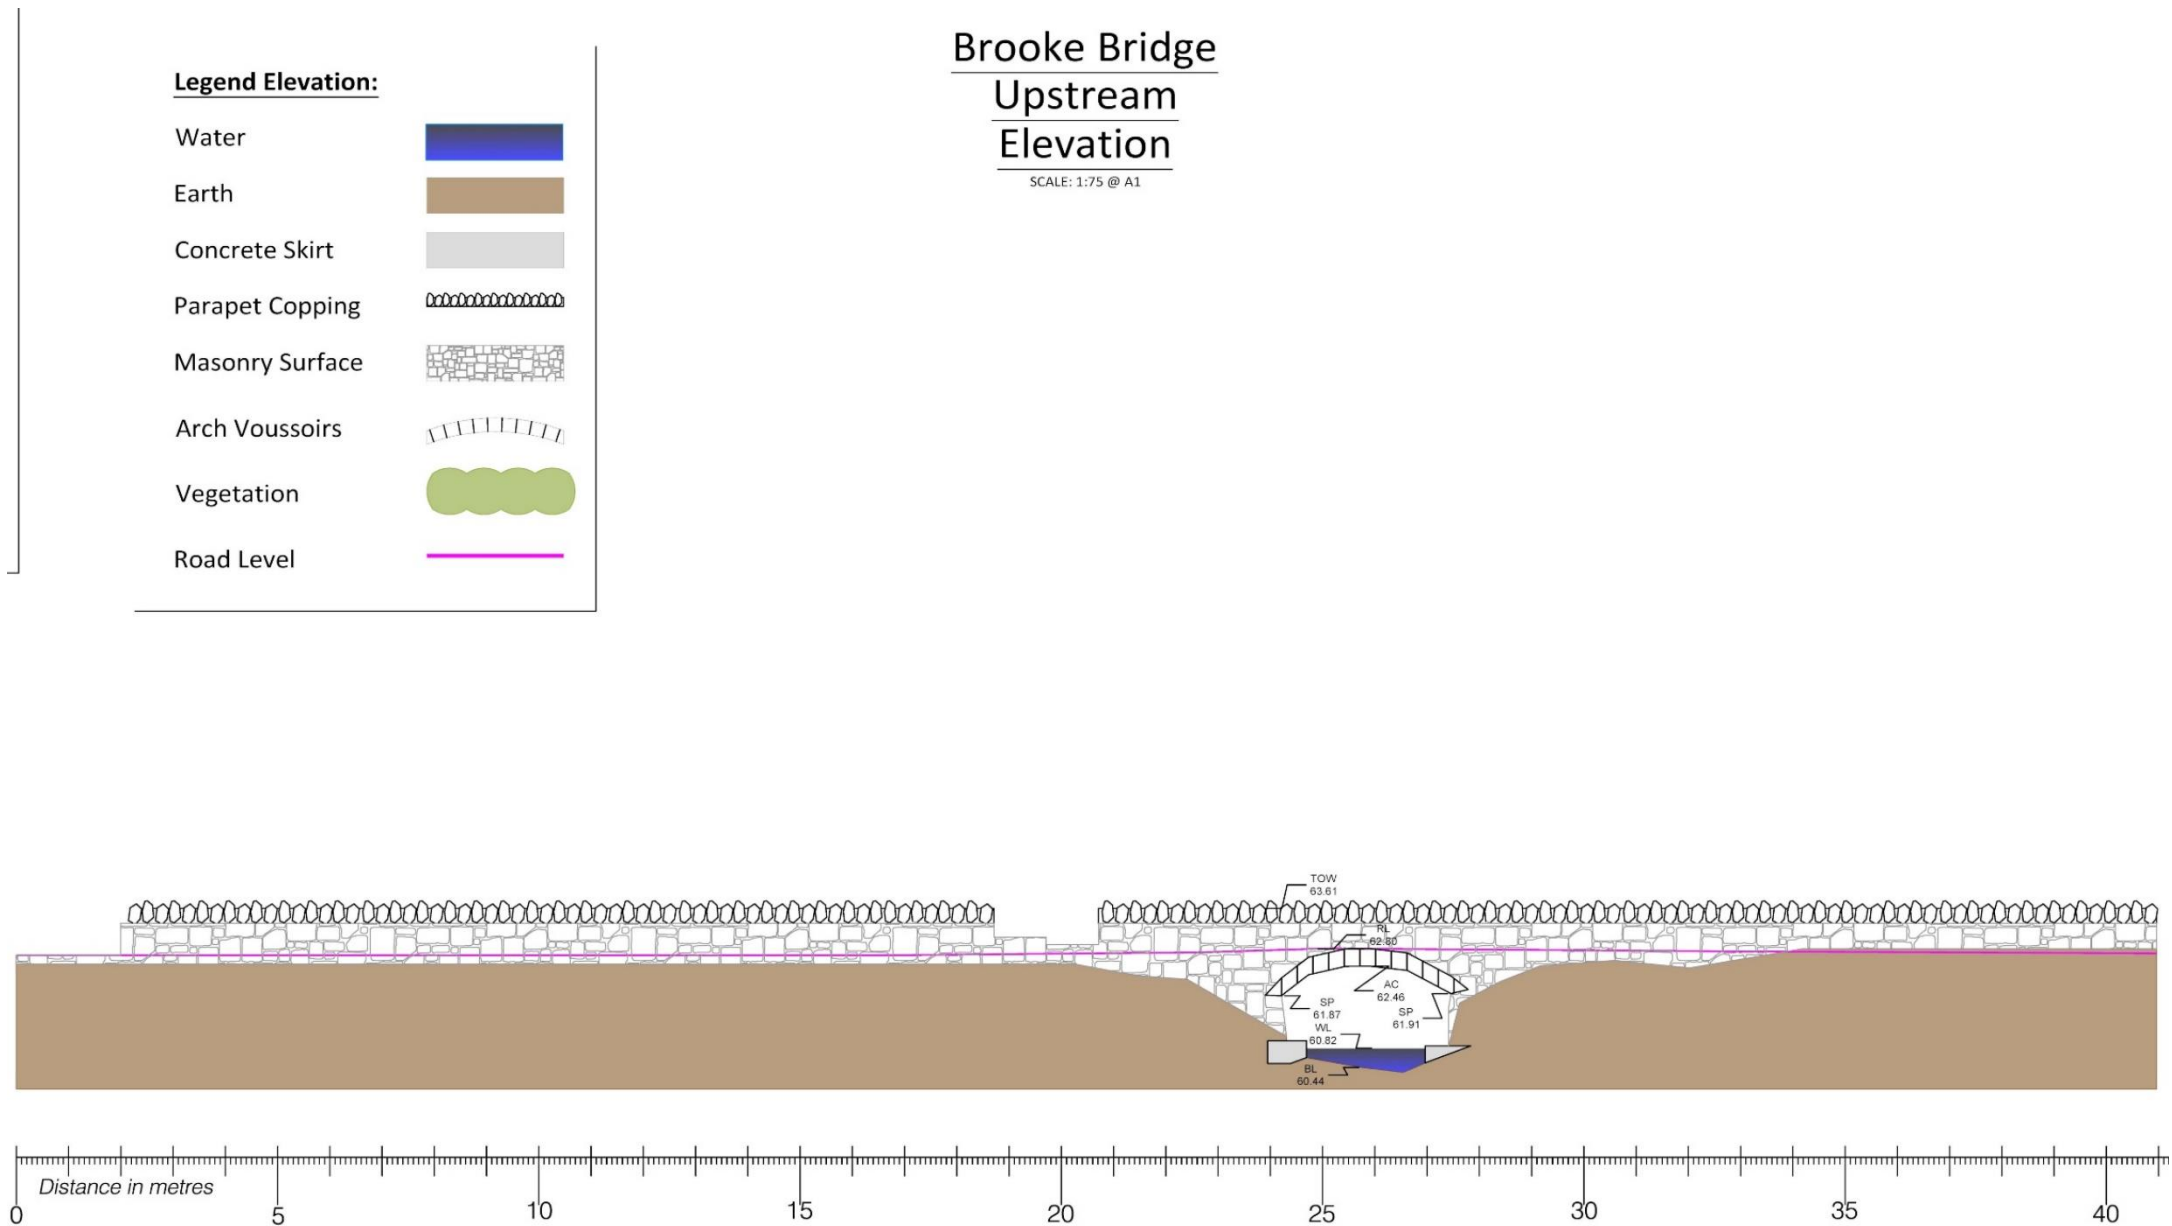 Brooke Bridge
Upstream
Elevation
SCALE: 1:75 @ A1
Legend Elevation:
Water
Earth
Concrete Skirt
Parapet Copping
Masonry Surface
Arch Voussoirs
Vegetation
Road Level
TOW
63.61
RL
62.80
AC
62.46
SP
61.87
SP
61.91
WL
60.82
BL
60.44
Distance in metres
0 5 10 15 20 25 30 35 40